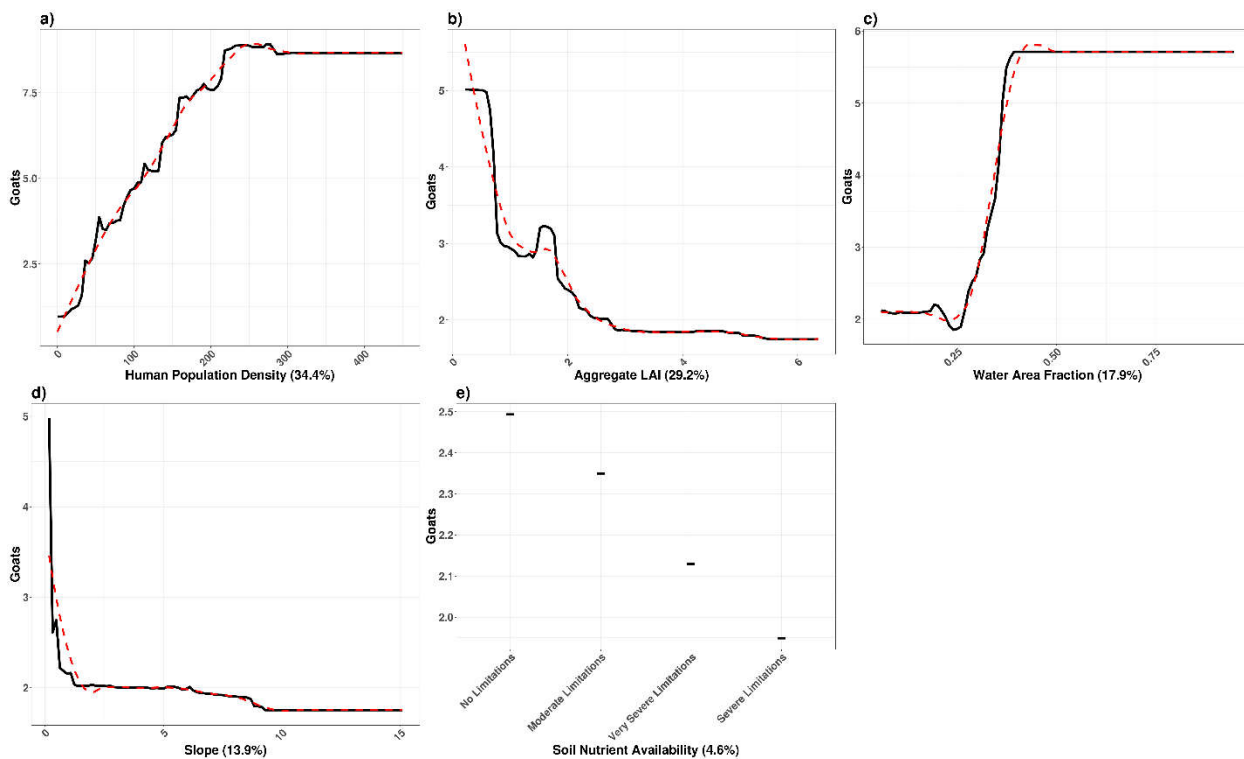 a)
Goats
7.5
5.0
2.5
0
100
200
300
400
Human Population Density (34.4%)
b)
Goats
5
4
3
2
0
2
4
6
Aggregate LAI (29.2%)
c)
Goats
6
5
4
3
2
0.25
0.50
0.75
Water Area Fraction (17.9%)
d)
Goats
5
4
3
2
0
5
10
15
Slope (13.9%)
e)
Goats
2.5
2.4
2.3
2.2
2.1
2.0
No Limitations
Moderate Limitations
Very Severe Limitations
Severe Limitations
Soil Nutrient Availability (4.6%)